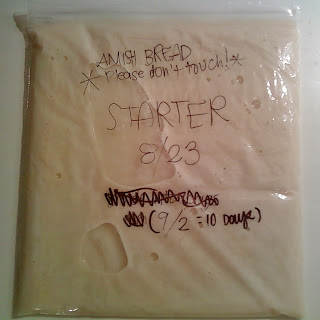 AMISH BREAD
* Please don't touch! *
STARTER
8/23
(9/2 = 10 Days)